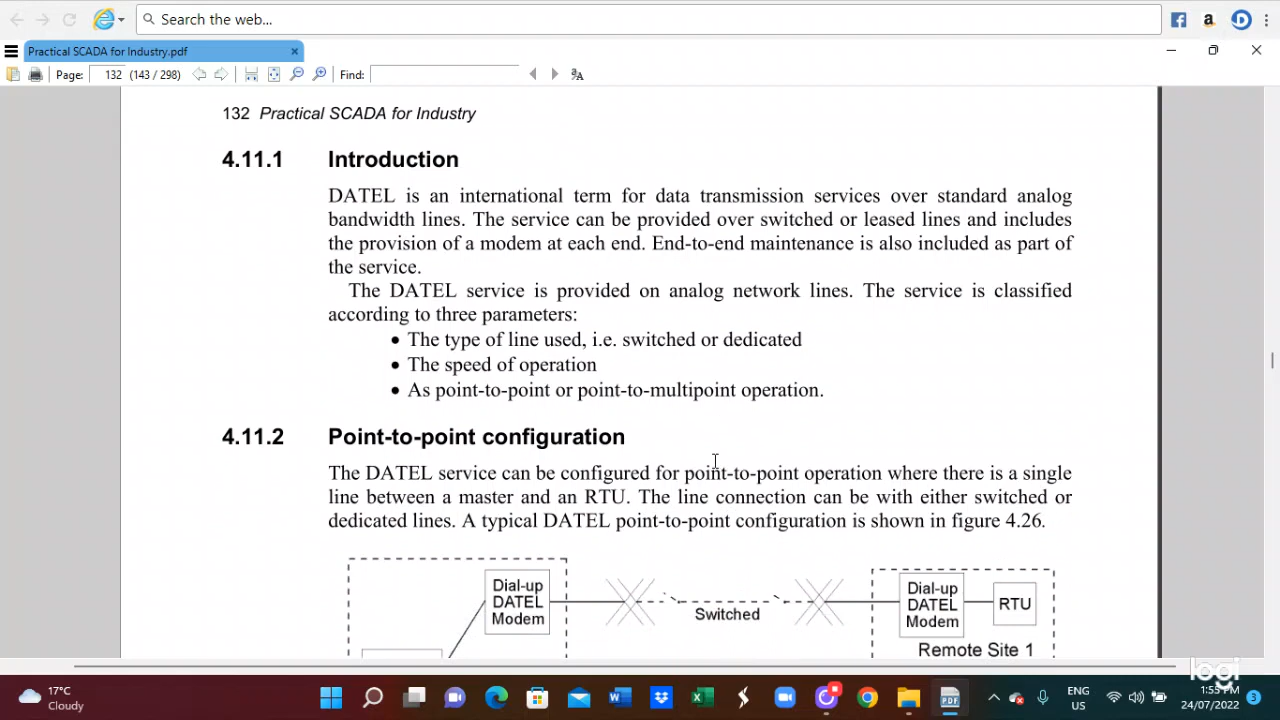 Search the web...
Practical SCADA for Industry.pdf
Page: 132 (143 / 298) Find:
132 Practical SCADA for Industry
4.11.1 Introduction
DATEL is an international term for data transmission services over standard analog
bandwidth lines. The service can be provided over switched or leased lines and includes
the provision of a modem at each end. End-to-end maintenance is also included as part of
the service.
The DATEL service is provided on analog network lines. The service is classified
according to three parameters:
• The type of line used, i.e. switched or dedicated
• The speed of operation
• As point-to-point or point-to-multipoint operation.
4.11.2 Point-to-point configuration
The DATEL service can be configured for point-to-point operation where there is a single
line between a master and an RTU. The line connection can be with either switched or
dedicated lines. A typical DATEL point-to-point configuration is shown in figure 4.26.
Dial-up
DATEL
Modem
Switched
Dial-up
DATEL
Modem
RTU
Remote Site 1
logi
17°C
Cloudy
ENG
US
1:55 PM
24/07/2022
3